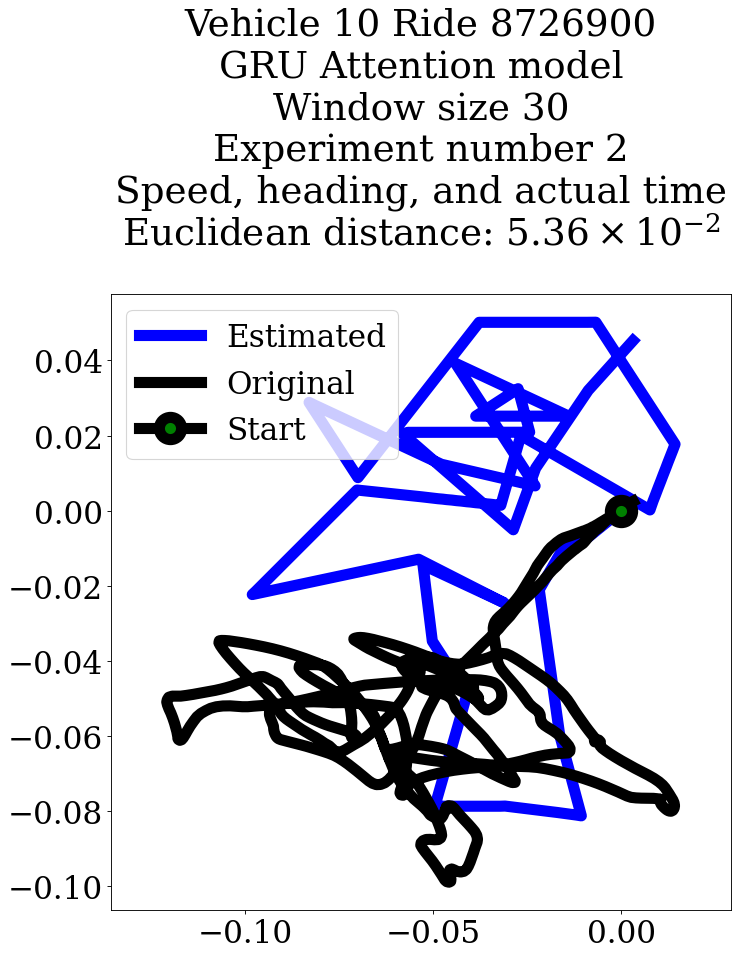 Vehicle 10 Ride 8726900
GRU Attention model
Window size 30
Experiment number 2
Speed, heading, and actual time
Euclidean distance: 5.36 × 10⁻²
Estimated
Original
Start
0.04
0.02
0.00
−0.02
−0.04
−0.06
−0.08
−0.10
−0.10 −0.05 0.00